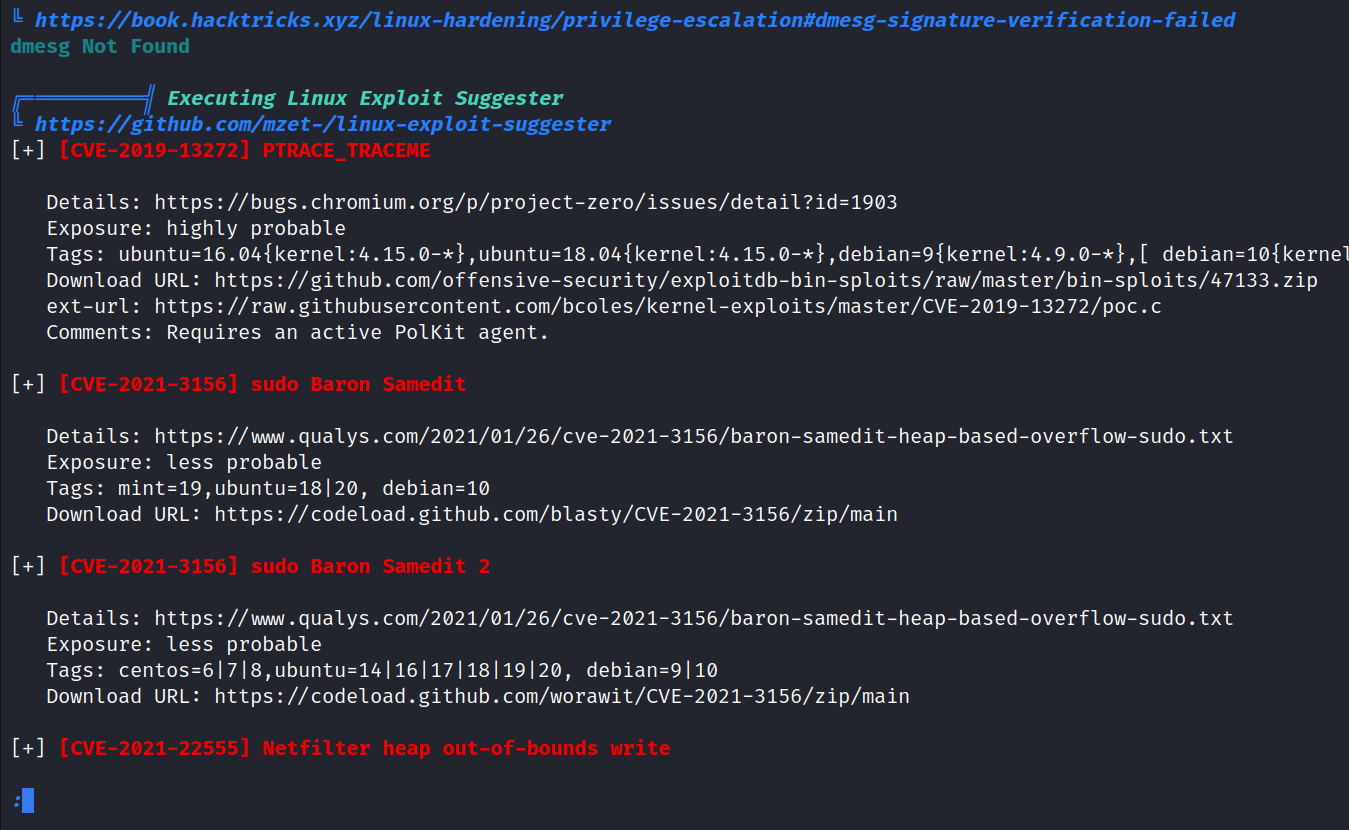 ╚ https://book.hacktricks.xyz/linux-hardening/privilege-escalation#dmesg-signature-verification-failed
dmesg Not Found
╔══════════╣ Executing Linux Exploit Suggester
╚ https://github.com/mzet-/linux-exploit-suggester
[+] [CVE-2019-13272] PTRACE_TRACEME
Details: https://bugs.chromium.org/p/project-zero/issues/detail?id=1903
Exposure: highly probable
Tags: ubuntu=16.04{kernel:4.15.0-*},ubuntu=18.04{kernel:4.15.0-*},debian=9{kernel:4.9.0-*},[ debian=10{kernel
Download URL: https://github.com/offensive-security/exploitdb-bin-sploits/raw/master/bin-sploits/47133.zip
ext-url: https://raw.githubusercontent.com/bcoles/kernel-exploits/master/CVE-2019-13272/poc.c
Comments: Requires an active PolKit agent.
[+] [CVE-2021-3156] sudo Baron Samedit
Details: https://www.qualys.com/2021/01/26/cve-2021-3156/baron-samedit-heap-based-overflow-sudo.txt
Exposure: less probable
Tags: mint=19,ubuntu=18|20, debian=10
Download URL: https://codeload.github.com/blasty/CVE-2021-3156/zip/main
[+] [CVE-2021-3156] sudo Baron Samedit 2
Details: https://www.qualys.com/2021/01/26/cve-2021-3156/baron-samedit-heap-based-overflow-sudo.txt
Exposure: less probable
Tags: centos=6|7|8,ubuntu=14|16|17|18|19|20, debian=9|10
Download URL: https://codeload.github.com/worawit/CVE-2021-3156/zip/main
[+] [CVE-2021-22555] Netfilter heap out-of-bounds write
: